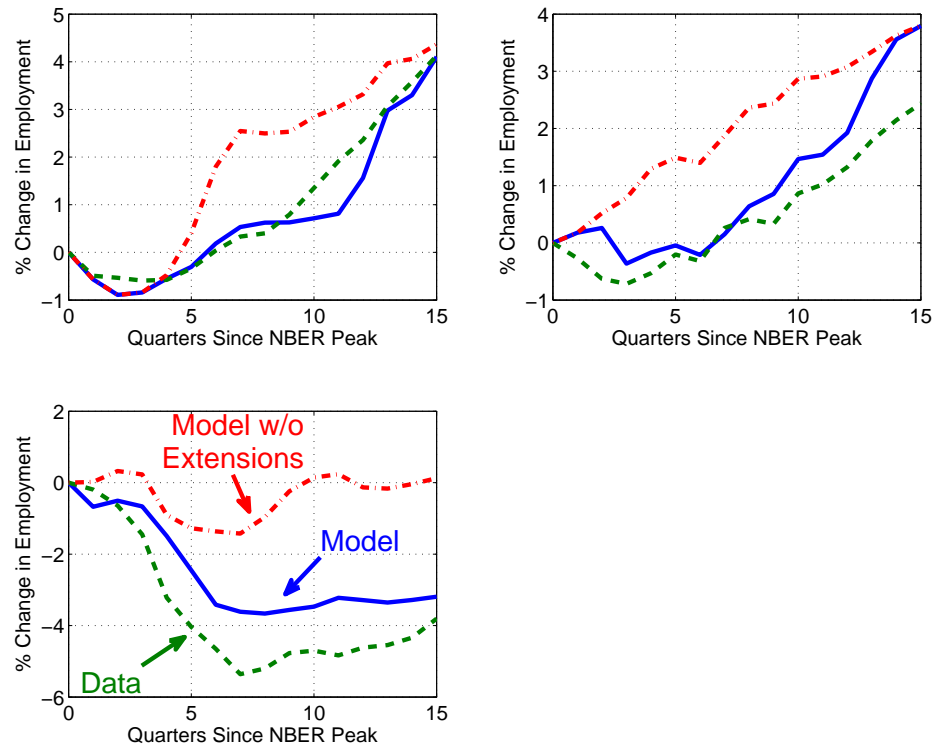 5
4
3
2
1
0
−1
% Change in Employment
0 5 10 15
Quarters Since NBER Peak
4
3
2
1
0
−1
% Change in Employment
0 5 10 15
Quarters Since NBER Peak
2
0
−2
−4
−6
% Change in Employment
Model w/o
Extensions
Model
Data
0 5 10 15
Quarters Since NBER Peak